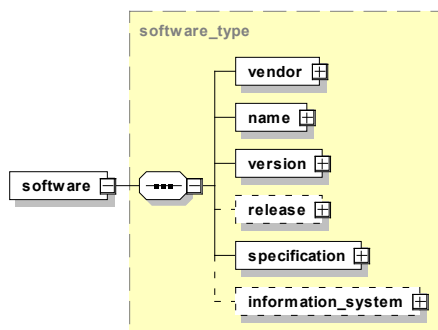 software_type
vendor
name
version
software
release
specification
information_system